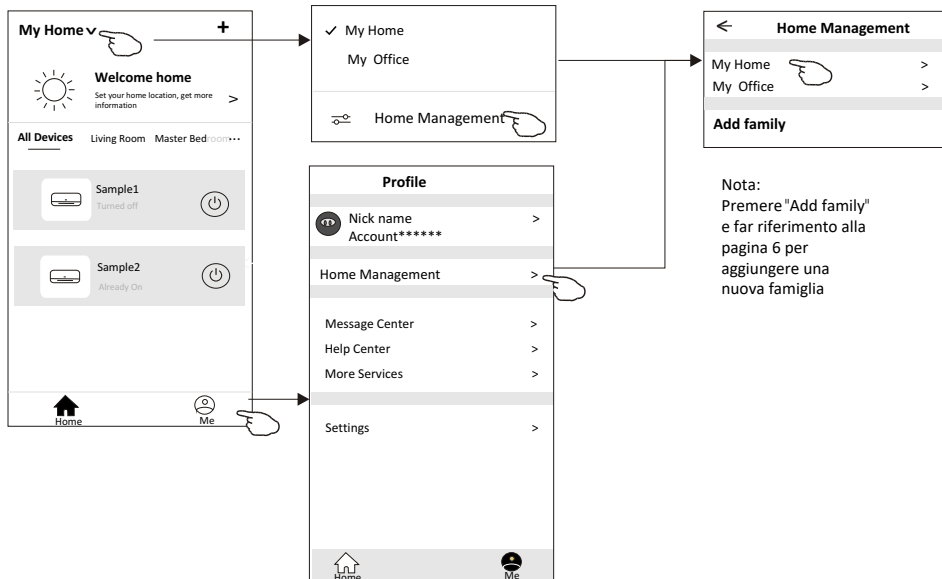 My Home
+
Welcome home
Set your home location, get more
information
>
All Devices Living Room Master Bedroom···
Sample1
Turned off
Sample2
Already On
Home
Me
✓ My Home
My Office
Home Management
Profile
Nick name >
Account******
Home Management >
Message Center >
Help Center >
More Services >
Settings >
Home
Me
Home Management
My Home >
My Office >
Add family
Nota:
Premere "Add family"
e far riferimento alla
pagina 6 per
aggiungere una
nuova famiglia